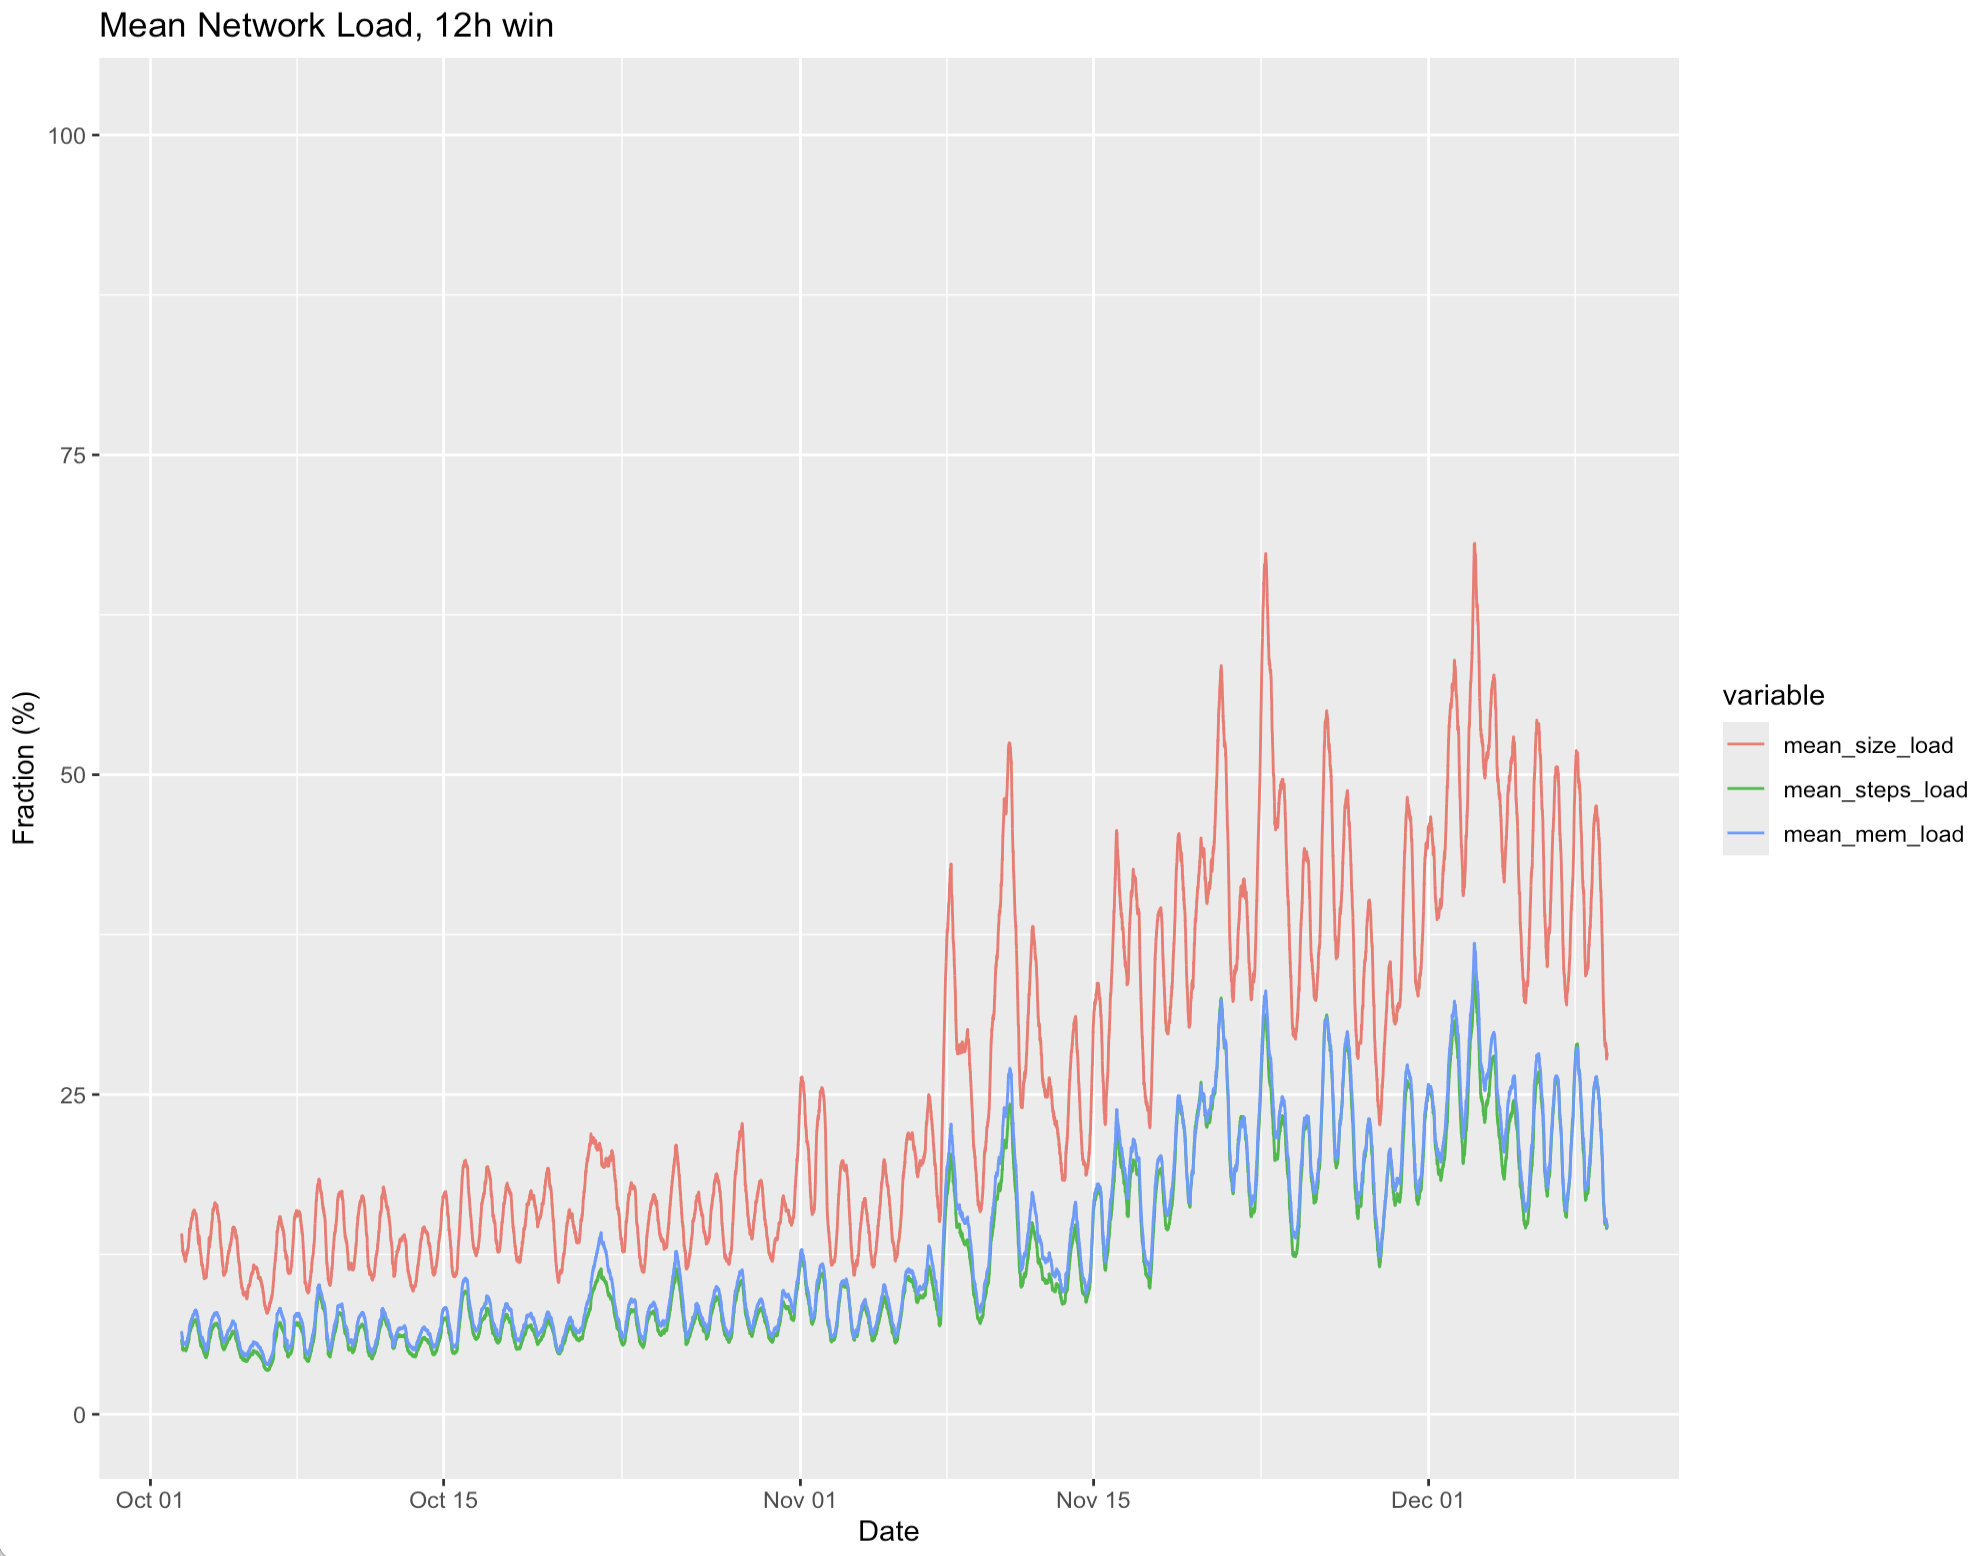 Mean Network Load, 12h win
100
75
50
25
0
Fraction (%)
Oct 01
Oct 15
Nov 01
Nov 15
Dec 01
Date
variable
mean_size_load
mean_steps_load
mean_mem_load